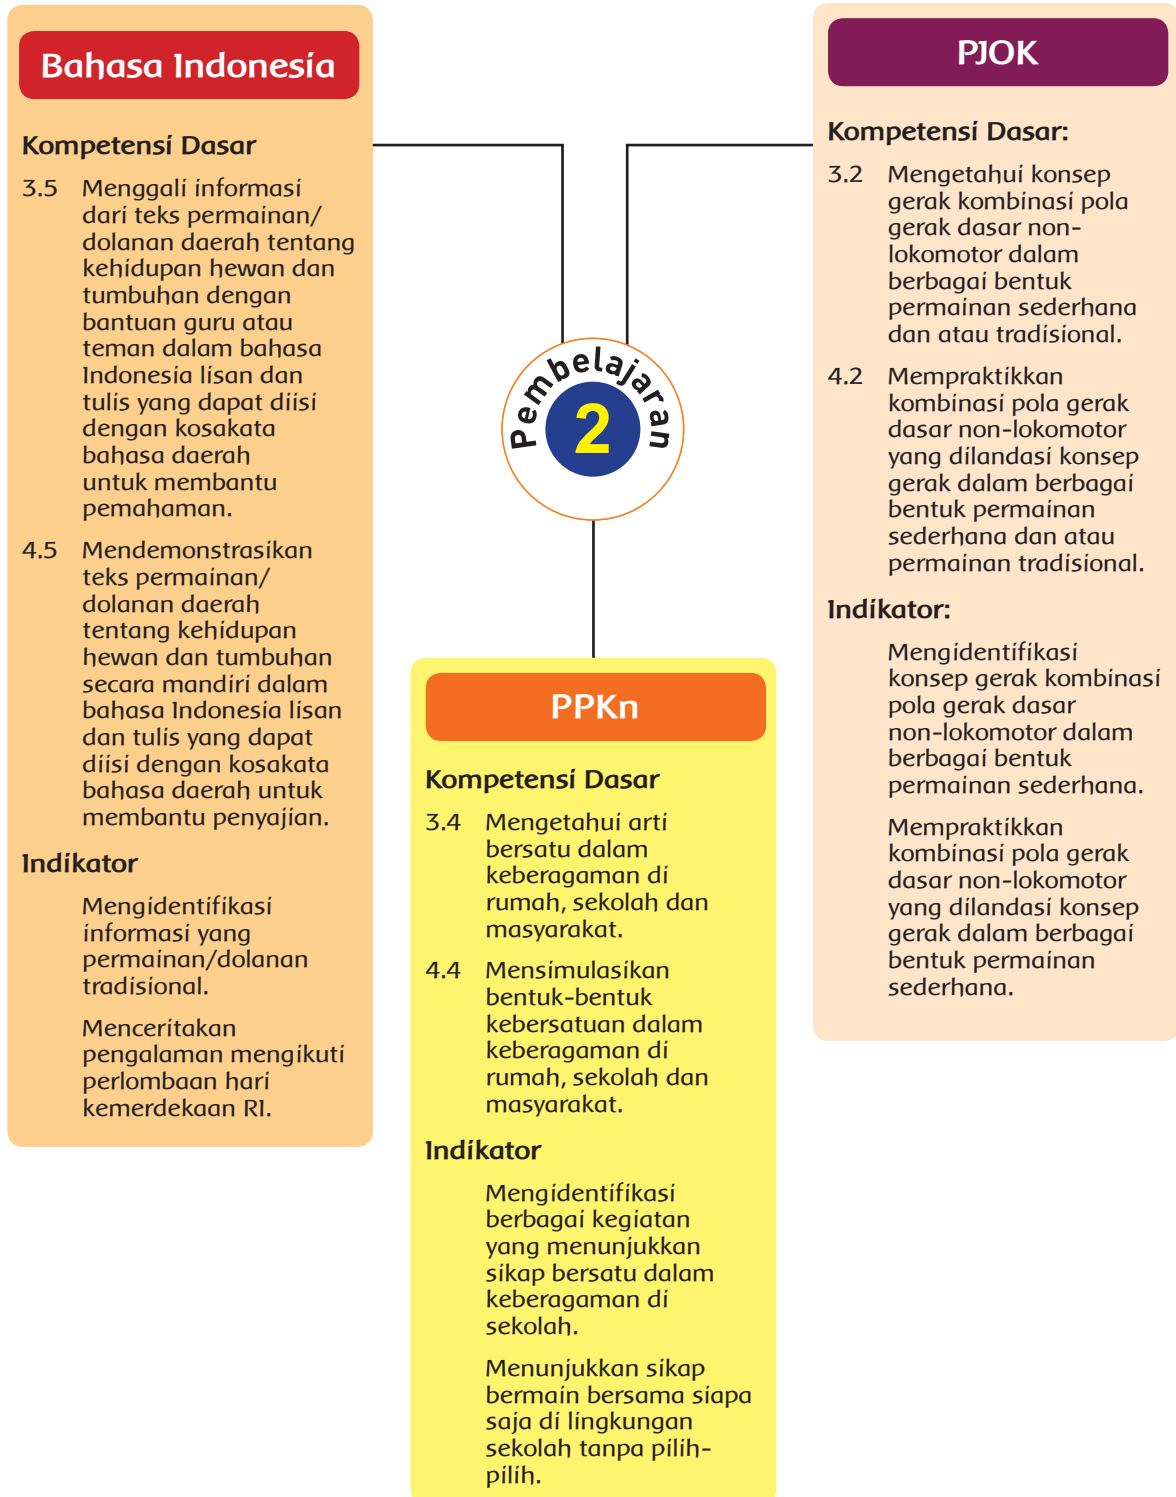 Bahasa Indonesia
Kompetensi Dasar
3.5 Menggali informasi
dari teks permainan/
dolanan daerah tentang
kehidupan hewan dan
tumbuhan dengan
bantuan guru atau
teman dalam bahasa
Indonesia lisan dan
tulis yang dapat diisi
dengan kosakata
bahasa daerah
untuk membantu
pemahaman.
4.5 Mendemonstrasikan
teks permainan/
dolanan daerah
tentang kehidupan
hewan dan tumbuhan
secara mandiri dalam
bahasa Indonesia lisan
dan tulis yang dapat
diisi dengan kosakata
bahasa daerah untuk
membantu penyajian.
Indikator
Mengidentifikasi
informasi yang
permainan/dolanan
tradisional.
Menceritakan
pengalaman mengikuti
perlombaan hari
kemerdekaan RI.
Pembelajaran
2
PPKn
Kompetensi Dasar
3.4 Mengetahui arti
bersatu dalam
keberagaman di
rumah, sekolah dan
masyarakat.
4.4 Mensimulasikan
bentuk-bentuk
kebersatuan dalam
keberagaman di
rumah, sekolah dan
masyarakat.
Indikator
Mengidentifikasi
berbagai kegiatan
yang menunjukkan
sikap bersatu dalam
keberagaman di
sekolah.
Menunjukkan sikap
bermain bersama siapa
saja di lingkungan
sekolah tanpa pilih-
pilih.
PJOK
Kompetensi Dasar:
3.2 Mengetahui konsep
gerak kombinasi pola
gerak dasar non-
lokomotor dalam
berbagai bentuk
permainan sederhana
dan atau tradisional.
4.2 Mempraktikkan
kombinasi pola gerak
dasar non-lokomotor
yang dilandasi konsep
gerak dalam berbagai
bentuk permainan
sederhana dan atau
permainan tradisional.
Indikator:
Mengidentifikasi
konsep gerak kombinasi
pola gerak dasar
non-lokomotor dalam
berbagai bentuk
permainan sederhana.
Mempraktikkan
kombinasi pola gerak
dasar non-lokomotor
yang dilandasi konsep
gerak dalam berbagai
bentuk permainan
sederhana.